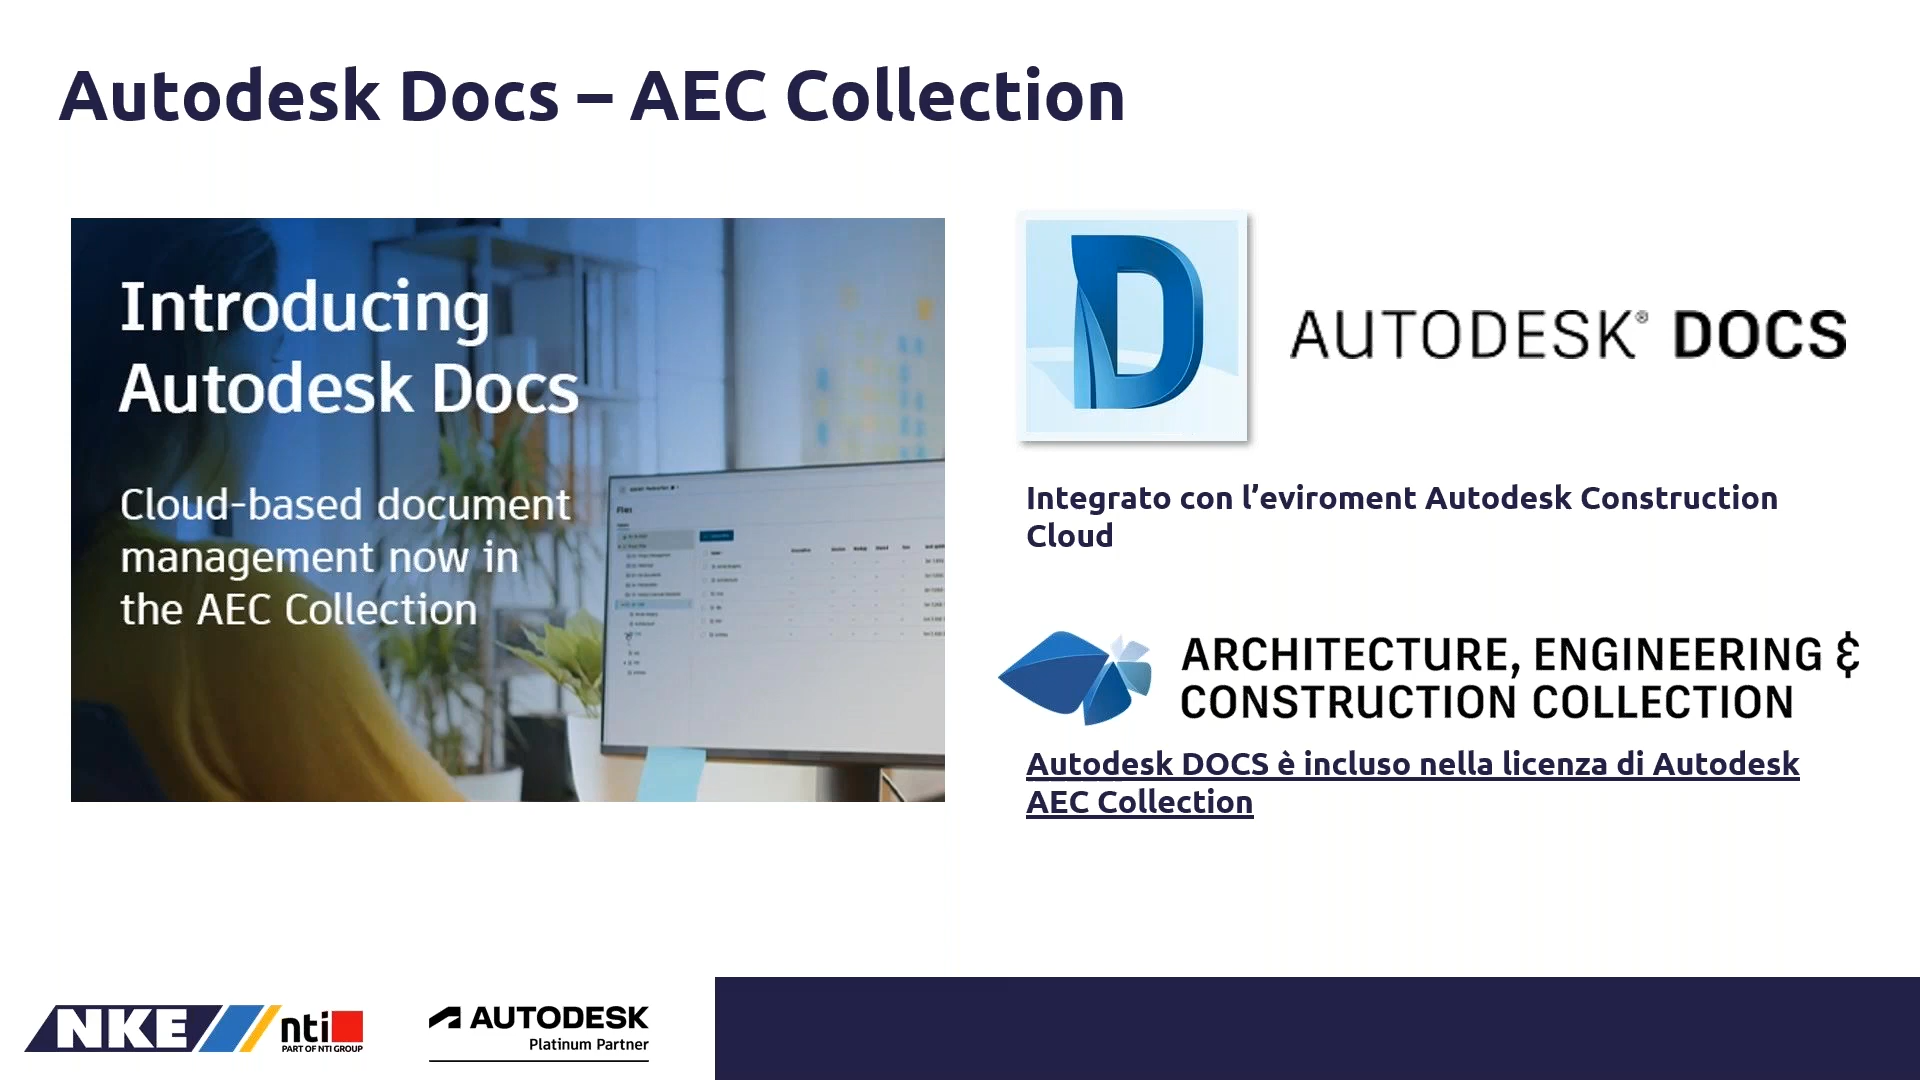 Autodesk Docs – AEC Collection
Introducing
Autodesk Docs
Cloud-based document
management now in
the AEC Collection
Files
AUTODESK® DOCS
Integrato con l’eviroment Autodesk Construction
Cloud
ARCHITECTURE, ENGINEERING &
CONSTRUCTION COLLECTION
Autodesk DOCS è incluso nella licenza di Autodesk
AEC Collection
NKE
nti
PART OF NTI GROUP
AUTODESK
Platinum Partner